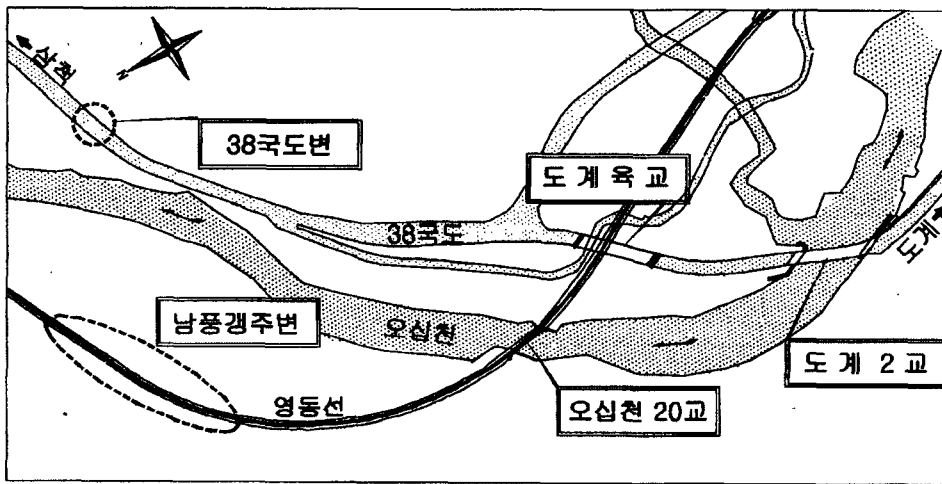 삼척
N
38국도변
도 계 육 교
38국도
도계
남풍갱주변
오십천
도 계 2 교
영동선
오십천 20교